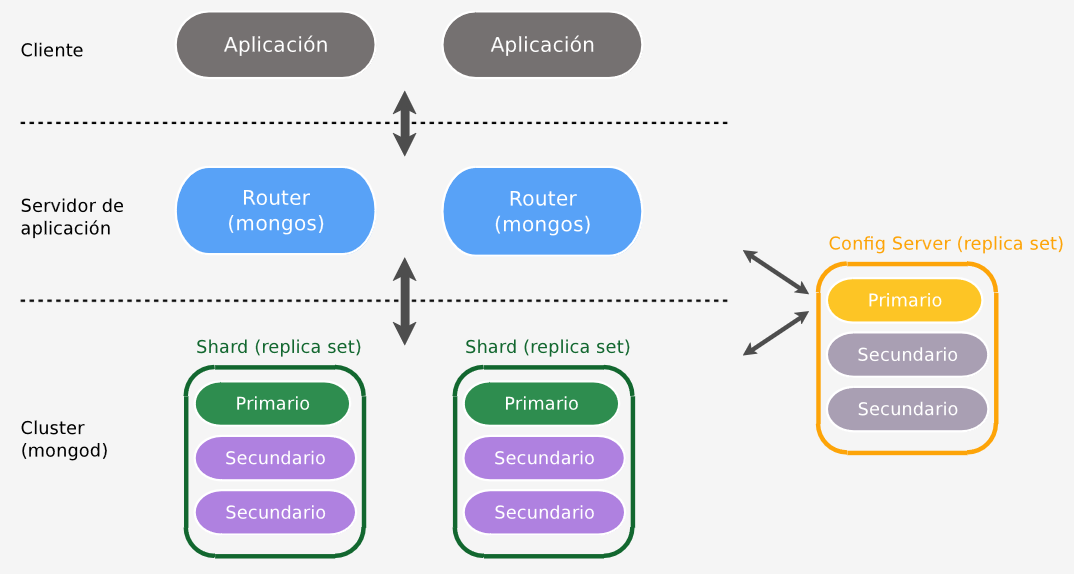 Cliente
Aplicación
Aplicación
Servidor de
aplicación
Router
(mongos)
Router
(mongos)
Config Server (replica set)
Primario
Secundario
Secundario
Cluster
(mongod)
Shard (replica set)
Primario
Secundario
Secundario
Shard (replica set)
Primario
Secundario
Secundario